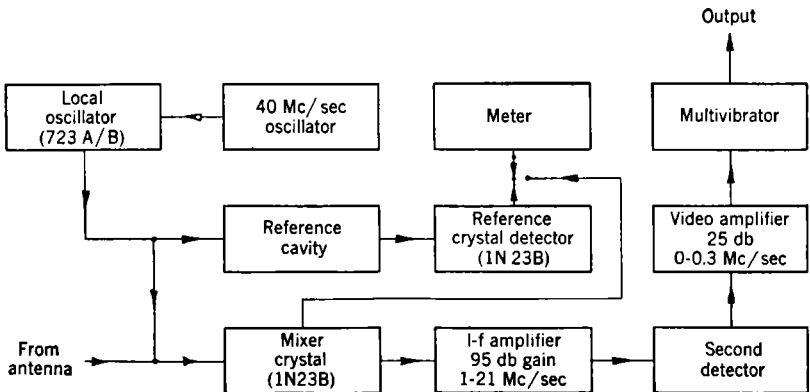 Output
Local
oscillator
(723 A/B)
40 Mc/sec
oscillator
Meter
Multivibrator
Reference
cavity
Reference
crystal detector
(1N 23B)
Video amplifier
25 db
0-0.3 Mc/sec
From
antenna
Mixer
crystal
(1N23B)
I-f amplifier
95 db gain
1-21 Mc/sec
Second
detector